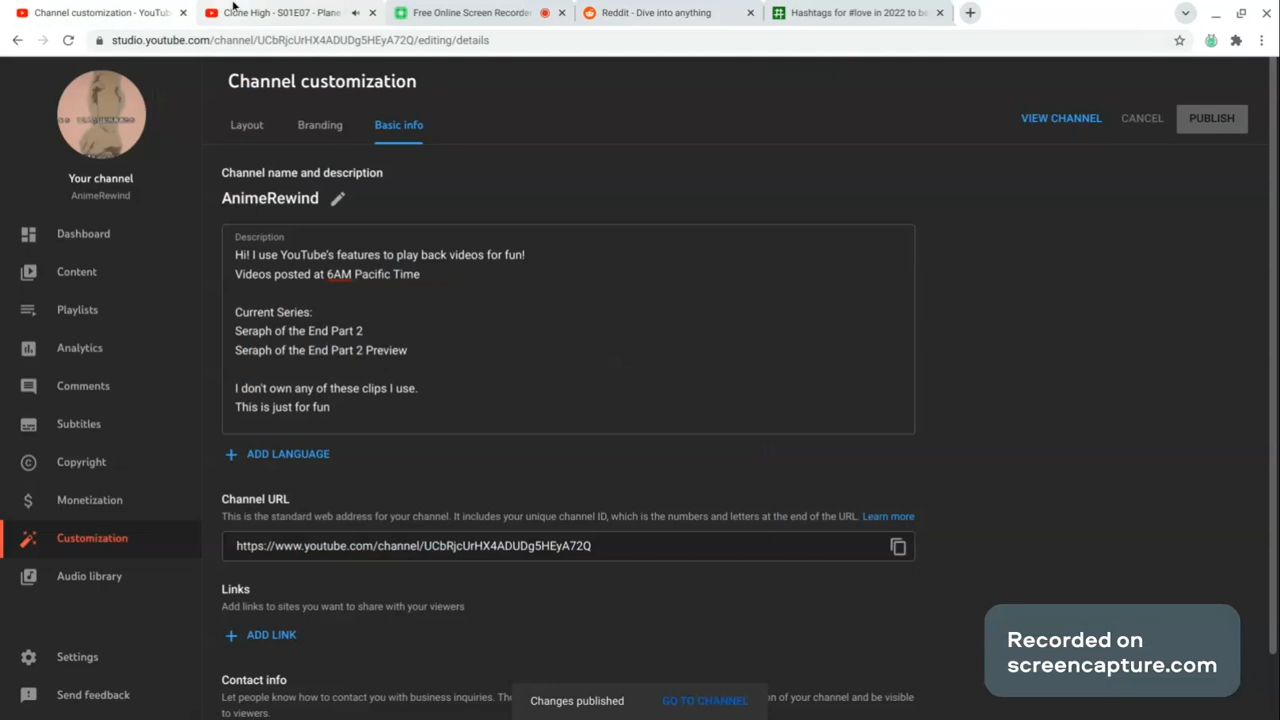 Channel customization - YouTu
Clone High - S01E07 - Plane
Free Online Screen Recorder
Reddit - Dive into anything
Hashtags for #love in 2022 to b
studio.youtube.com/channel/UCbRjcUrHX4ADUDg5HEyA72Q/editing/details
Channel customization
Layout
Branding
Basic info
VIEW CHANNEL
CANCEL
PUBLISH
Your channel
AnimeRewind
Dashboard
Content
Playlists
Analytics
Comments
Subtitles
Copyright
Monetization
Customization
Audio library
Settings
Send feedback
Channel name and description
AnimeRewind
Description
Hi! I use YouTube's features to play back videos for fun!
Videos posted at 6AM Pacific Time
Current Series:
Seraph of the End Part 2
Seraph of the End Part 2 Preview
I don't own any of these clips I use.
This is just for fun
ADD LANGUAGE
Channel URL
This is the standard web address for your channel. It includes your unique channel ID, which is the numbers and letters at the end of the URL. Learn more
https://www.youtube.com/channel/UCbRjcUrHX4ADUDg5HEyA72Q
Links
Add links to sites you want to share with your viewers
ADD LINK
Contact info
Let people know how to contact you with business inquiries. The
on of your channel and be visible
to viewers.
Changes published
GO TO CHANNEL
Recorded on
screencapture.com